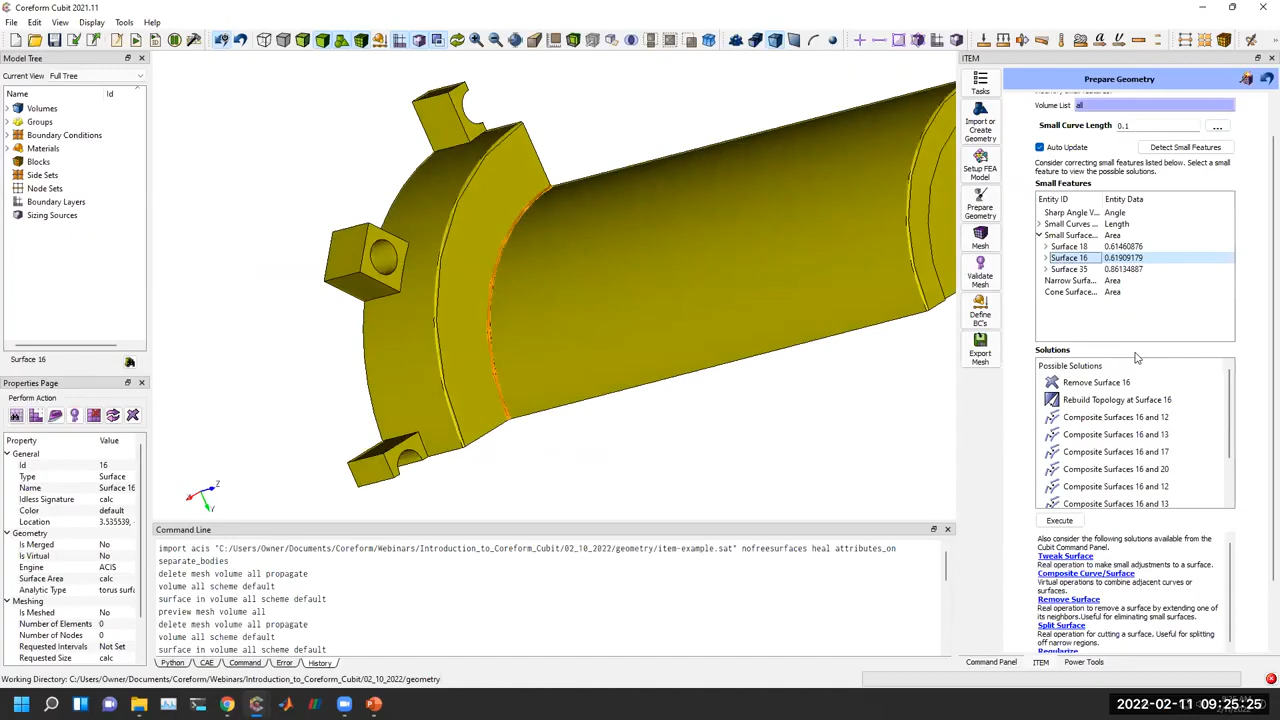 Coreform Cubit 2021.11
File Edit View Display Tools Help
Model Tree
Current View Full Tree
Name Id
Volumes
Groups
Boundary Conditions
Materials
Blocks
Side Sets
Node Sets
Boundary Layers
Sizing Sources
Surface 16
Properties Page
Perform Action
Property Value
General
Id 16
Type Surface
Name Surface 16
Idless Signature calc
Color default
Location 3.535539,
Geometry
Is Merged No
Is Virtual No
Engine ACIS
Surface Area calc
Analytic Type torus surfa
Meshing
Is Meshed No
Number of Elements 0
Number of Nodes 0
Requested Intervals Not Set
Requested Size calc
Z
Y
Command Line
import acis "C:/Users/Owner/Documents/Coreform/Webinars/Introduction_to_Coreform_Cubit/02_10_2022/geometry/item-example.sat" nofreesurfaces heal attributes_on
separate_bodies
delete mesh volume all propagate
volume all scheme default
surface in volume all scheme default
preview mesh volume all
delete mesh volume all propagate
volume all scheme default
surface in volume all scheme default
Python CAE Command Error History
Working Directory: C:/Users/Owner/Documents/Coreform/Webinars/Introduction_to_Coreform_Cubit/02_10_2022/geometry
ITEM
Tasks
Import or Create Geometry
Setup FEA Model
Prepare Geometry
Mesh
Validate Mesh
Define BC's
Export Mesh
Prepare Geometry
Volume List all
Small Curve Length 0.1 ...
Auto Update Detect Small Features
Consider correcting small features listed below. Select a small
feature to view the possible solutions.
Small Features
Entity ID Entity Data
Sharp Angle V... Angle
Small Curves ... Length
Small Surface... Area
Surface 18 0.61460876
Surface 16 0.61909179
Surface 35 0.86134887
Narrow Surfa... Area
Cone Surface... Area
Solutions
Possible Solutions
Remove Surface 16
Rebuild Topology at Surface 16
Composite Surfaces 16 and 12
Composite Surfaces 16 and 13
Composite Surfaces 16 and 17
Composite Surfaces 16 and 20
Composite Surfaces 16 and 12
Composite Surfaces 16 and 13
Execute
Also consider the following solutions available from the
Cubit Command Panel.
Tweak Surface
Real operation to make small adjustments to a surface.
Composite Curve/Surface
Virtual operations to combine adjacent curves or
surfaces.
Remove Surface
Real operation to remove a surface by extending one of
its neighbors.Useful for eliminating small surfaces.
Split Surface
Real operation for cutting a surface. Useful for splitting
off narrow regions.
Regularize
Command Panel ITEM Power Tools
2022-02-11 09:25:25